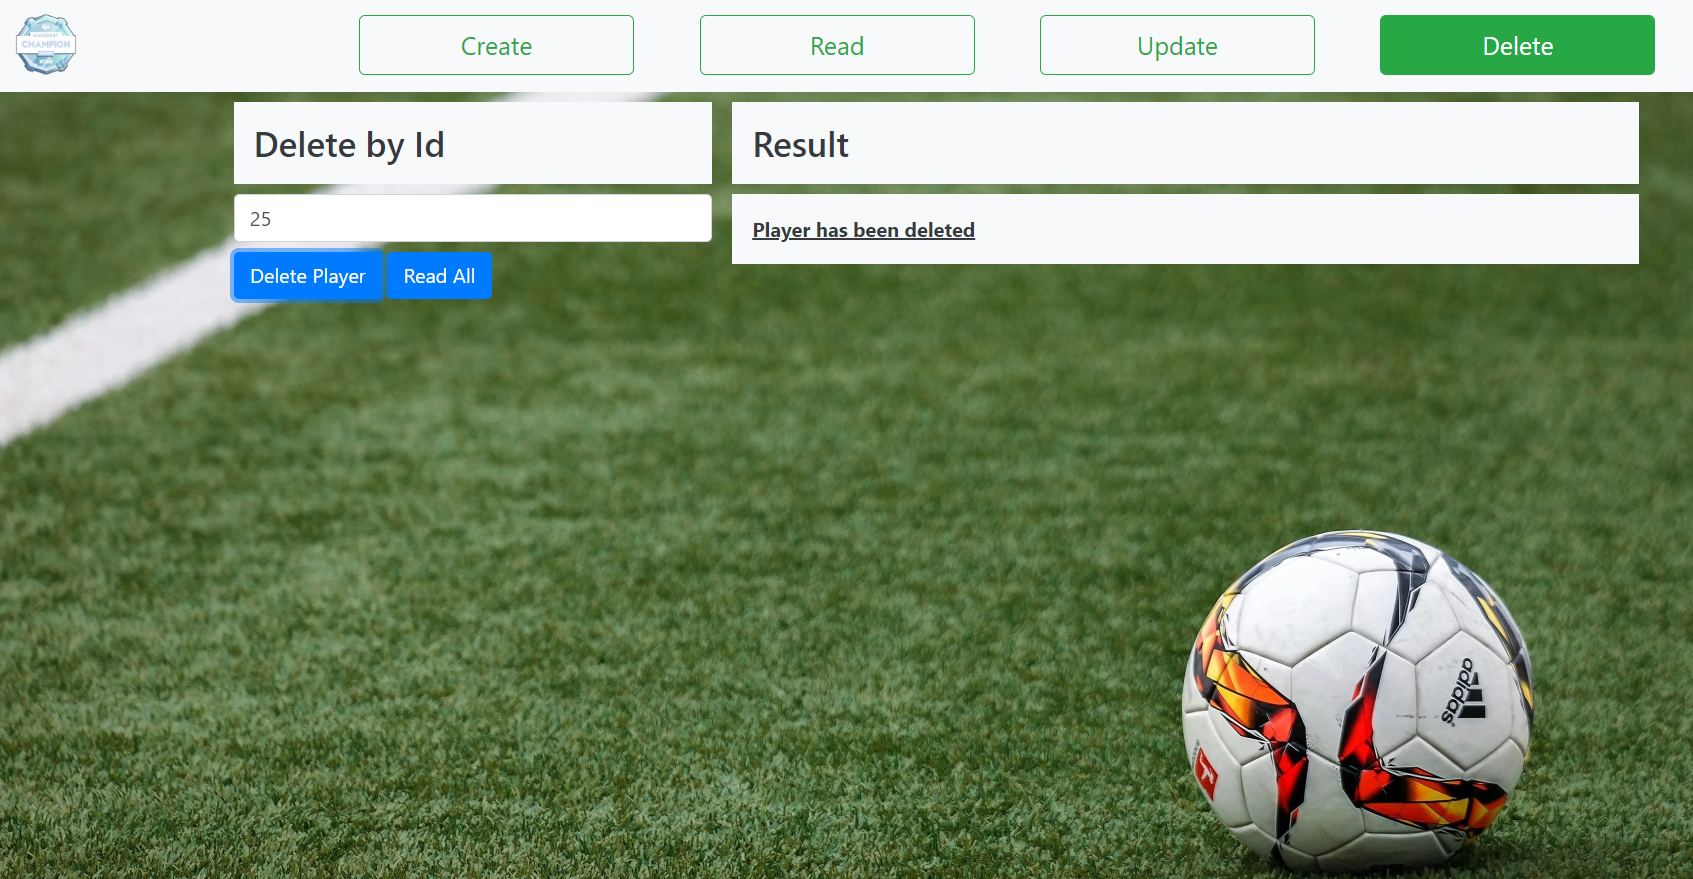 CHAMPION
Create
Read
Update
Delete
Delete by Id
Result
25
Player has been deleted
Delete Player
Read All
adidas